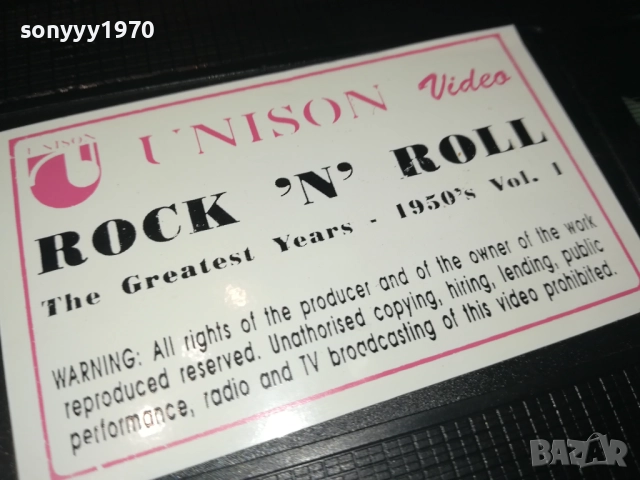 sonyyy1970
UNISON
UNISON Video
ROCK 'N' ROLL
The Greatest Years - 1950's Vol. 1
WARNING: All rights of the producer and of the owner of the work
reproduced reserved. Unathorised copying, hiring, lending, public
performance, radio and TV broadcasting of this video prohibited.
BAZAR